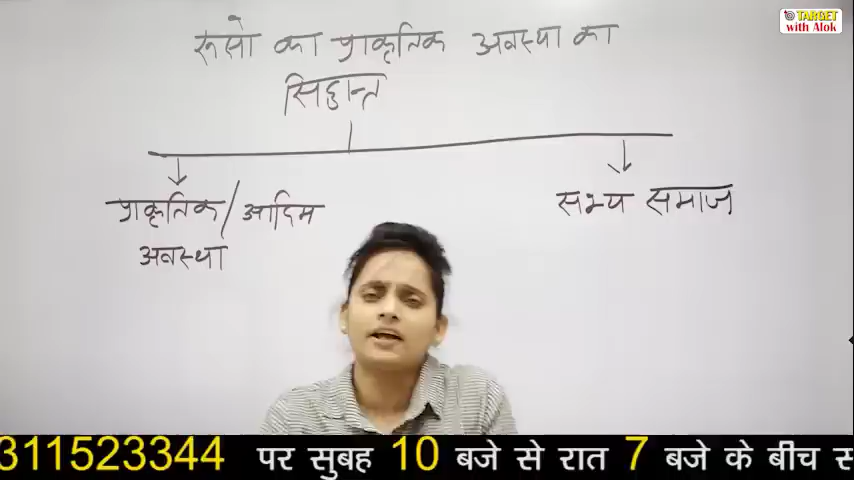 TARGET
with Alok
रूसो का प्राकृतिक अवस्था का
सिद्धान्त
प्राकृतिक/आदिम
अवस्था
सभ्य समाज
311523344 पर सुबह 10 बजे से रात 7 बजे के बीच स